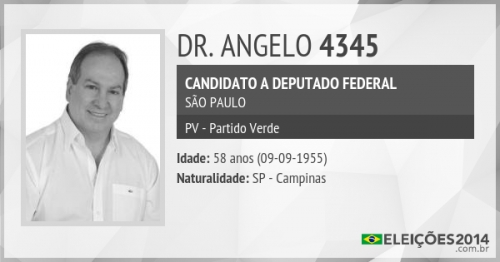 DR. ANGELO 4345
CANDIDATO A DEPUTADO FEDERAL
SÃO PAULO
PV - Partido Verde
Idade: 58 anos (09-09-1955)
Naturalidade: SP - Campinas
ELEIÇÕES2014
.com.br